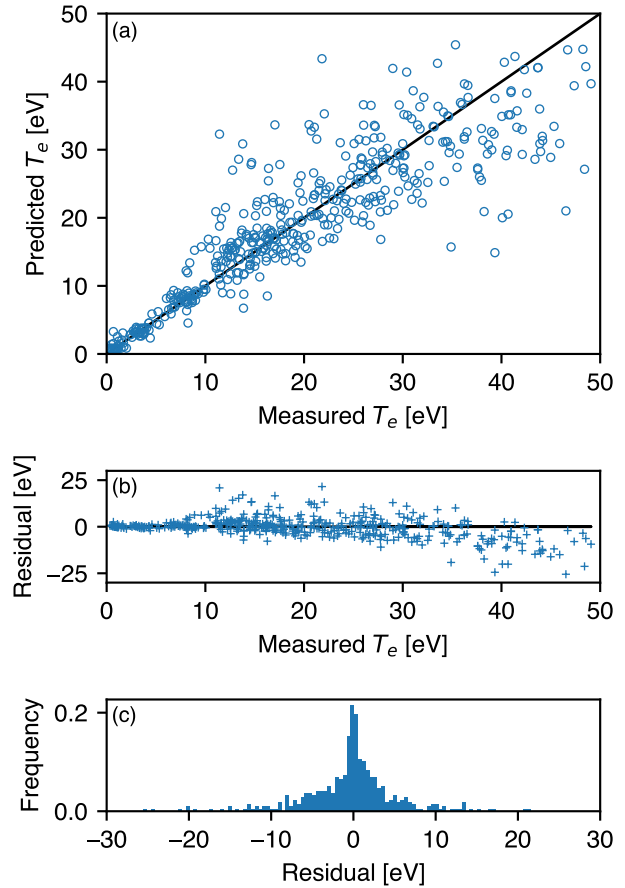 50
(a)
40
30
20
10
0
Predicted Te [eV]
0 10 20 30 40 50
Measured Te [eV]
25
(b)
0
−25
Residual [eV]
0 10 20 30 40 50
Measured Te [eV]
0.2
(c)
0.0
Frequency
−30 −20 −10 0 10 20 30
Residual [eV]